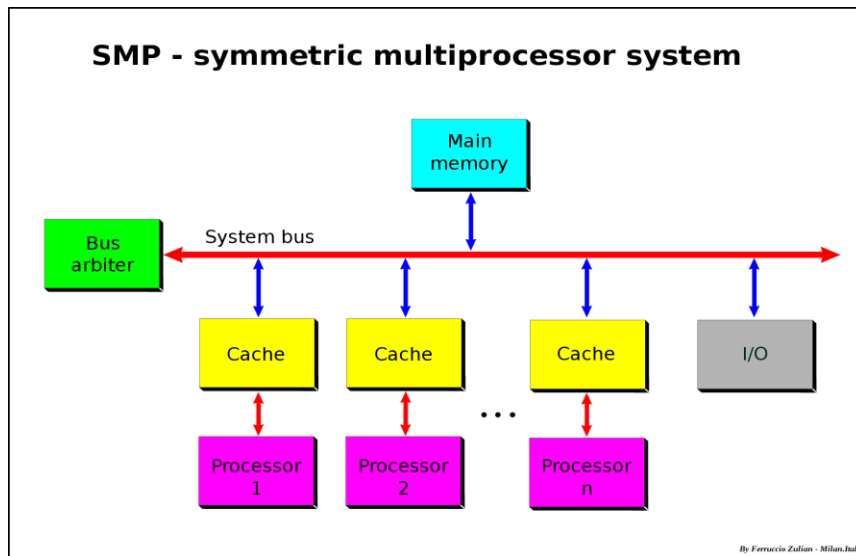 SMP - symmetric multiprocessor system
Main
memory
Bus
arbiter
System bus
Cache
Cache
Cache
I/O
...
Processor
1
Processor
2
Processor
n
By Ferruccio Zulian - Milan.Ital